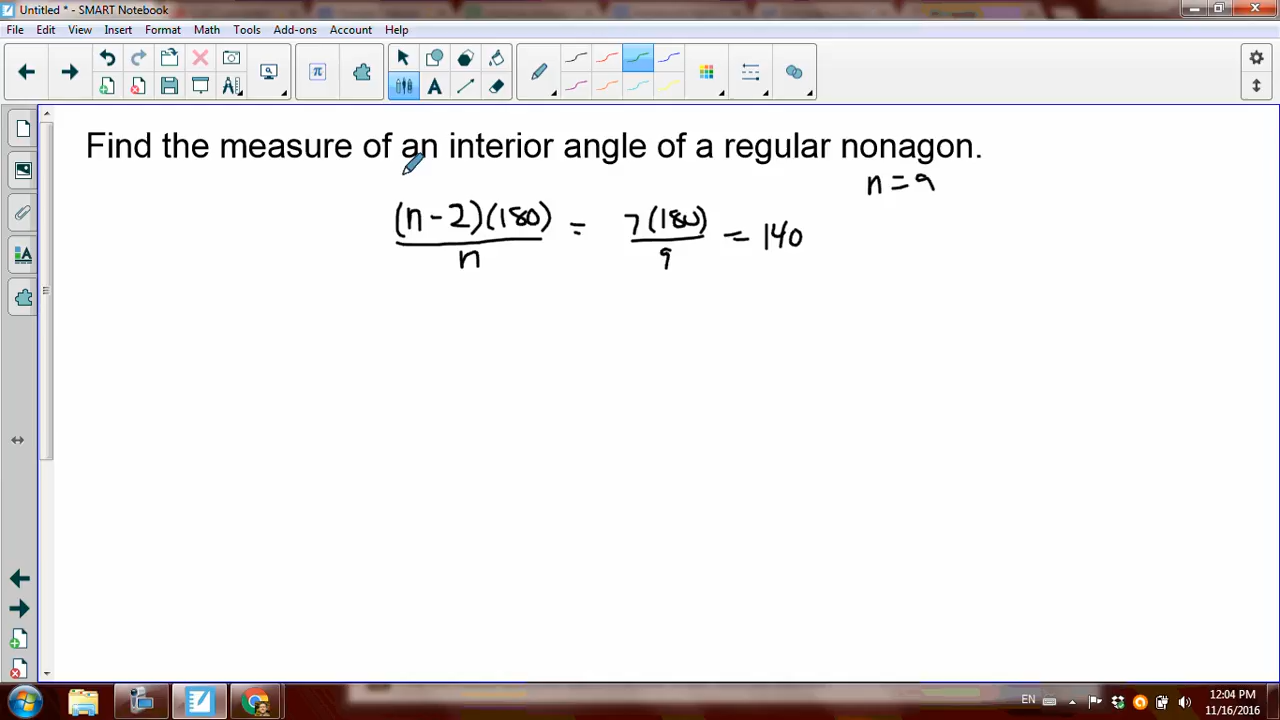 Untitled * - SMART Notebook
File Edit View Insert Format Math Tools Add-ons Account Help
Find the measure of an interior angle of a regular nonagon.
n = 9
(n - 2)(180) = 7(180) = 140
n 9
EN
12:04 PM
11/16/2016